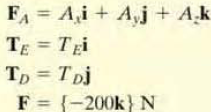 F_A = A_x i + A_y j + A_z k
T_E = T_E i
T_D = T_D j
F = {−200k} N